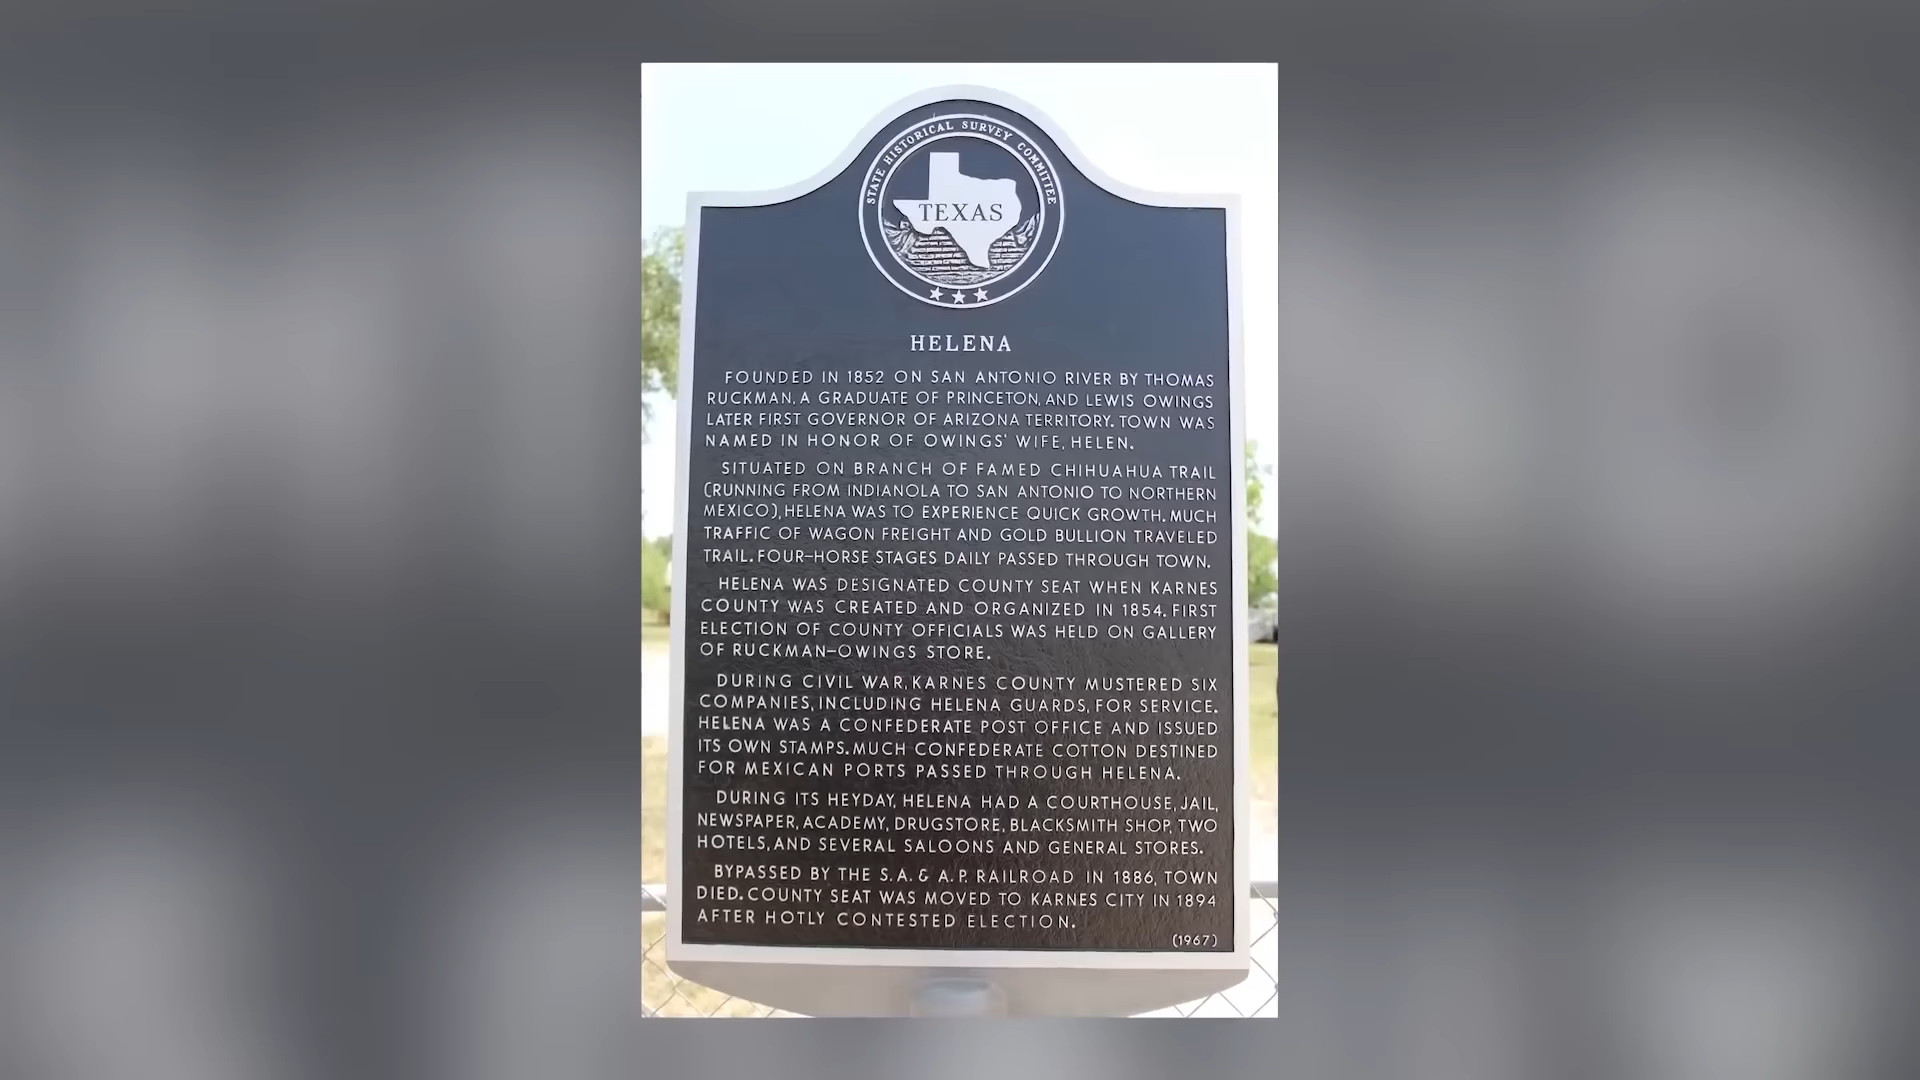 STATE HISTORICAL SURVEY COMMITTEE
TEXAS
HELENA
FOUNDED IN 1852 ON SAN ANTONIO RIVER BY THOMAS
RUCKMAN, A GRADUATE OF PRINCETON, AND LEWIS OWINGS
LATER FIRST GOVERNOR OF ARIZONA TERRITORY. TOWN WAS
NAMED IN HONOR OF OWINGS' WIFE, HELEN.
SITUATED ON BRANCH OF FAMED CHIHUAHUA TRAIL
(RUNNING FROM INDIANOLA TO SAN ANTONIO TO NORTHERN
MEXICO), HELENA WAS TO EXPERIENCE QUICK GROWTH. MUCH
TRAFFIC OF WAGON FREIGHT AND GOLD BULLION TRAVELED
TRAIL. FOUR-HORSE STAGES DAILY PASSED THROUGH TOWN.
HELENA WAS DESIGNATED COUNTY SEAT WHEN KARNES
COUNTY WAS CREATED AND ORGANIZED IN 1854. FIRST
ELECTION OF COUNTY OFFICIALS WAS HELD ON GALLERY
OF RUCKMAN-OWINGS STORE.
DURING CIVIL WAR, KARNES COUNTY MUSTERED SIX
COMPANIES, INCLUDING HELENA GUARDS, FOR SERVICE.
HELENA WAS A CONFEDERATE POST OFFICE AND ISSUED
ITS OWN STAMPS. MUCH CONFEDERATE COTTON DESTINED
FOR MEXICAN PORTS PASSED THROUGH HELENA.
DURING ITS HEYDAY, HELENA HAD A COURTHOUSE, JAIL,
NEWSPAPER, ACADEMY, DRUGSTORE, BLACKSMITH SHOP, TWO
HOTELS, AND SEVERAL SALOONS AND GENERAL STORES.
BYPASSED BY THE S.A. & A.P. RAILROAD IN 1886, TOWN
DIED. COUNTY SEAT WAS MOVED TO KARNES CITY IN 1894
AFTER HOTLY CONTESTED ELECTION.
(1967)